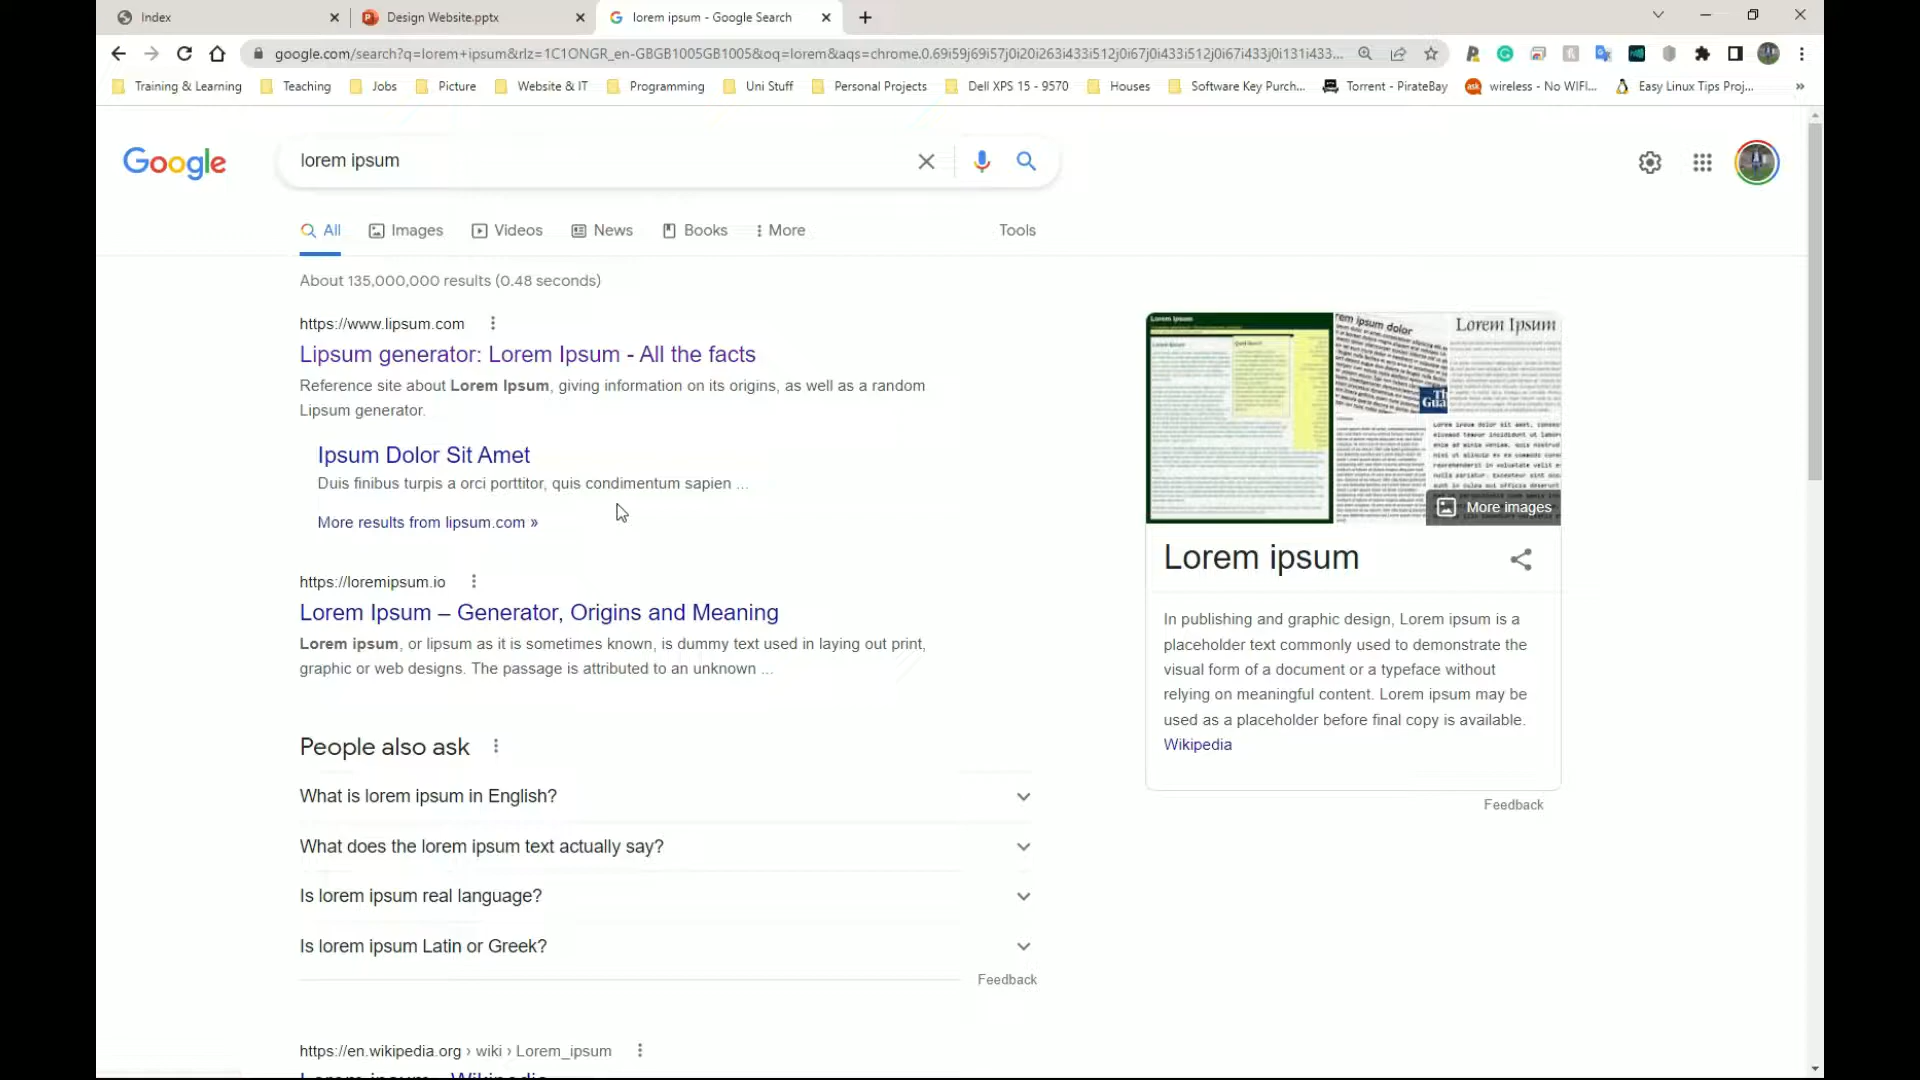 Index
Design Website.pptx
lorem ipsum - Google Search
google.com/search?q=lorem+ipsum&rlz=1C1ONGR_en-GBGB1005GB1005&oq=lorem&aqs=chrome.0.69i59j69i57j0i20i263i433i512j0i67j0i433i512j0i67i433j0i131i433...
Training & Learning
Teaching
Jobs
Picture
Website & IT
Programming
Uni Stuff
Personal Projects
Dell XPS 15 - 9570
Houses
Software Key Purch...
Torrent - PirateBay
wireless - No WIFI...
Easy Linux Tips Proj...
»
Google
lorem ipsum
All
Images
Videos
News
Books
More
Tools
About 135,000,000 results (0.48 seconds)
https://www.lipsum.com
Lipsum generator: Lorem Ipsum - All the facts
Reference site about Lorem Ipsum, giving information on its origins, as well as a random
Lipsum generator.
Ipsum Dolor Sit Amet
Duis finibus turpis a orci porttitor, quis condimentum sapien ...
More results from lipsum.com »
https://loremipsum.io
Lorem Ipsum – Generator, Origins and Meaning
Lorem ipsum, or lipsum as it is sometimes known, is dummy text used in laying out print,
graphic or web designs. The passage is attributed to an unknown ...
People also ask
What is lorem ipsum in English?
What does the lorem ipsum text actually say?
Is lorem ipsum real language?
Is lorem ipsum Latin or Greek?
Feedback
https://en.wikipedia.org › wiki › Lorem_ipsum
Lorem ipsum - Wikipedia
Lorem Ipsum
rem ipsum dolor
Lorem Ipsum
More images
Lorem ipsum
In publishing and graphic design, Lorem ipsum is a
placeholder text commonly used to demonstrate the
visual form of a document or a typeface without
relying on meaningful content. Lorem ipsum may be
used as a placeholder before final copy is available.
Wikipedia
Feedback